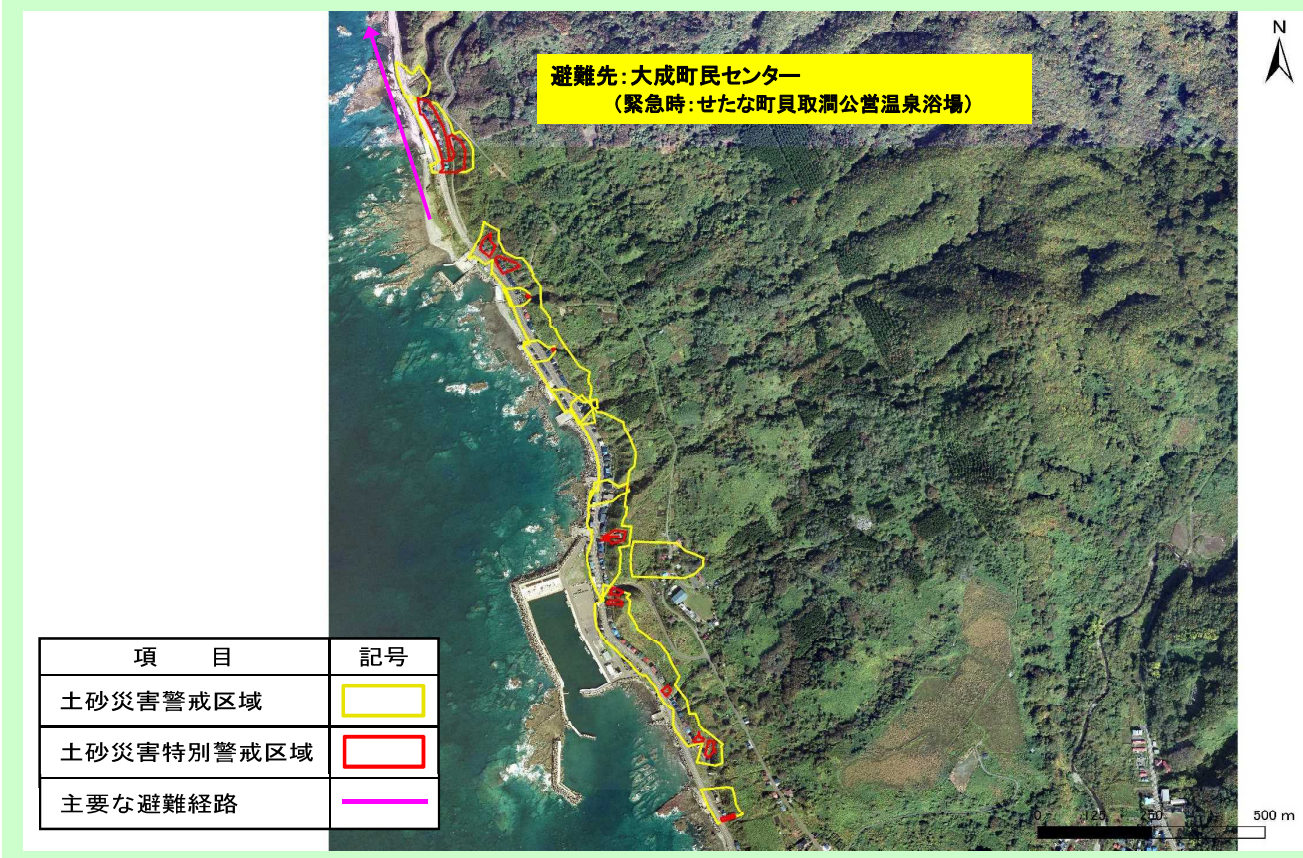 避難先：大成町民センター
（緊急時：せたな町貝取澗公営温泉浴場）
N
項　目　記号
土砂災害警戒区域
土砂災害特別警戒区域
主要な避難経路
0　125　250　500 m